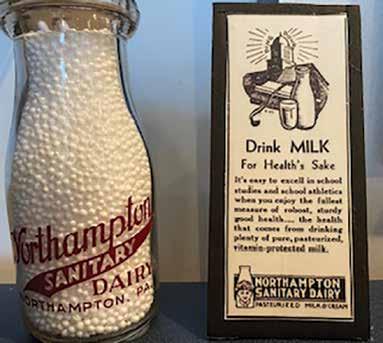 Northampton
SANITARY
DAIRY
NORTHAMPTON, PA.
Drink MILK
For Health's Sake
It's easy to excell in school
studies and school athletics
when you enjoy the fullest
measure of robost, sturdy
good health.... the health
that comes from drinking
plenty of pure, pasteurized,
vitamin-protected milk.
NORTHAMPTON
SANITARY DAIRY
PASTEURIZED MILK & CREAM